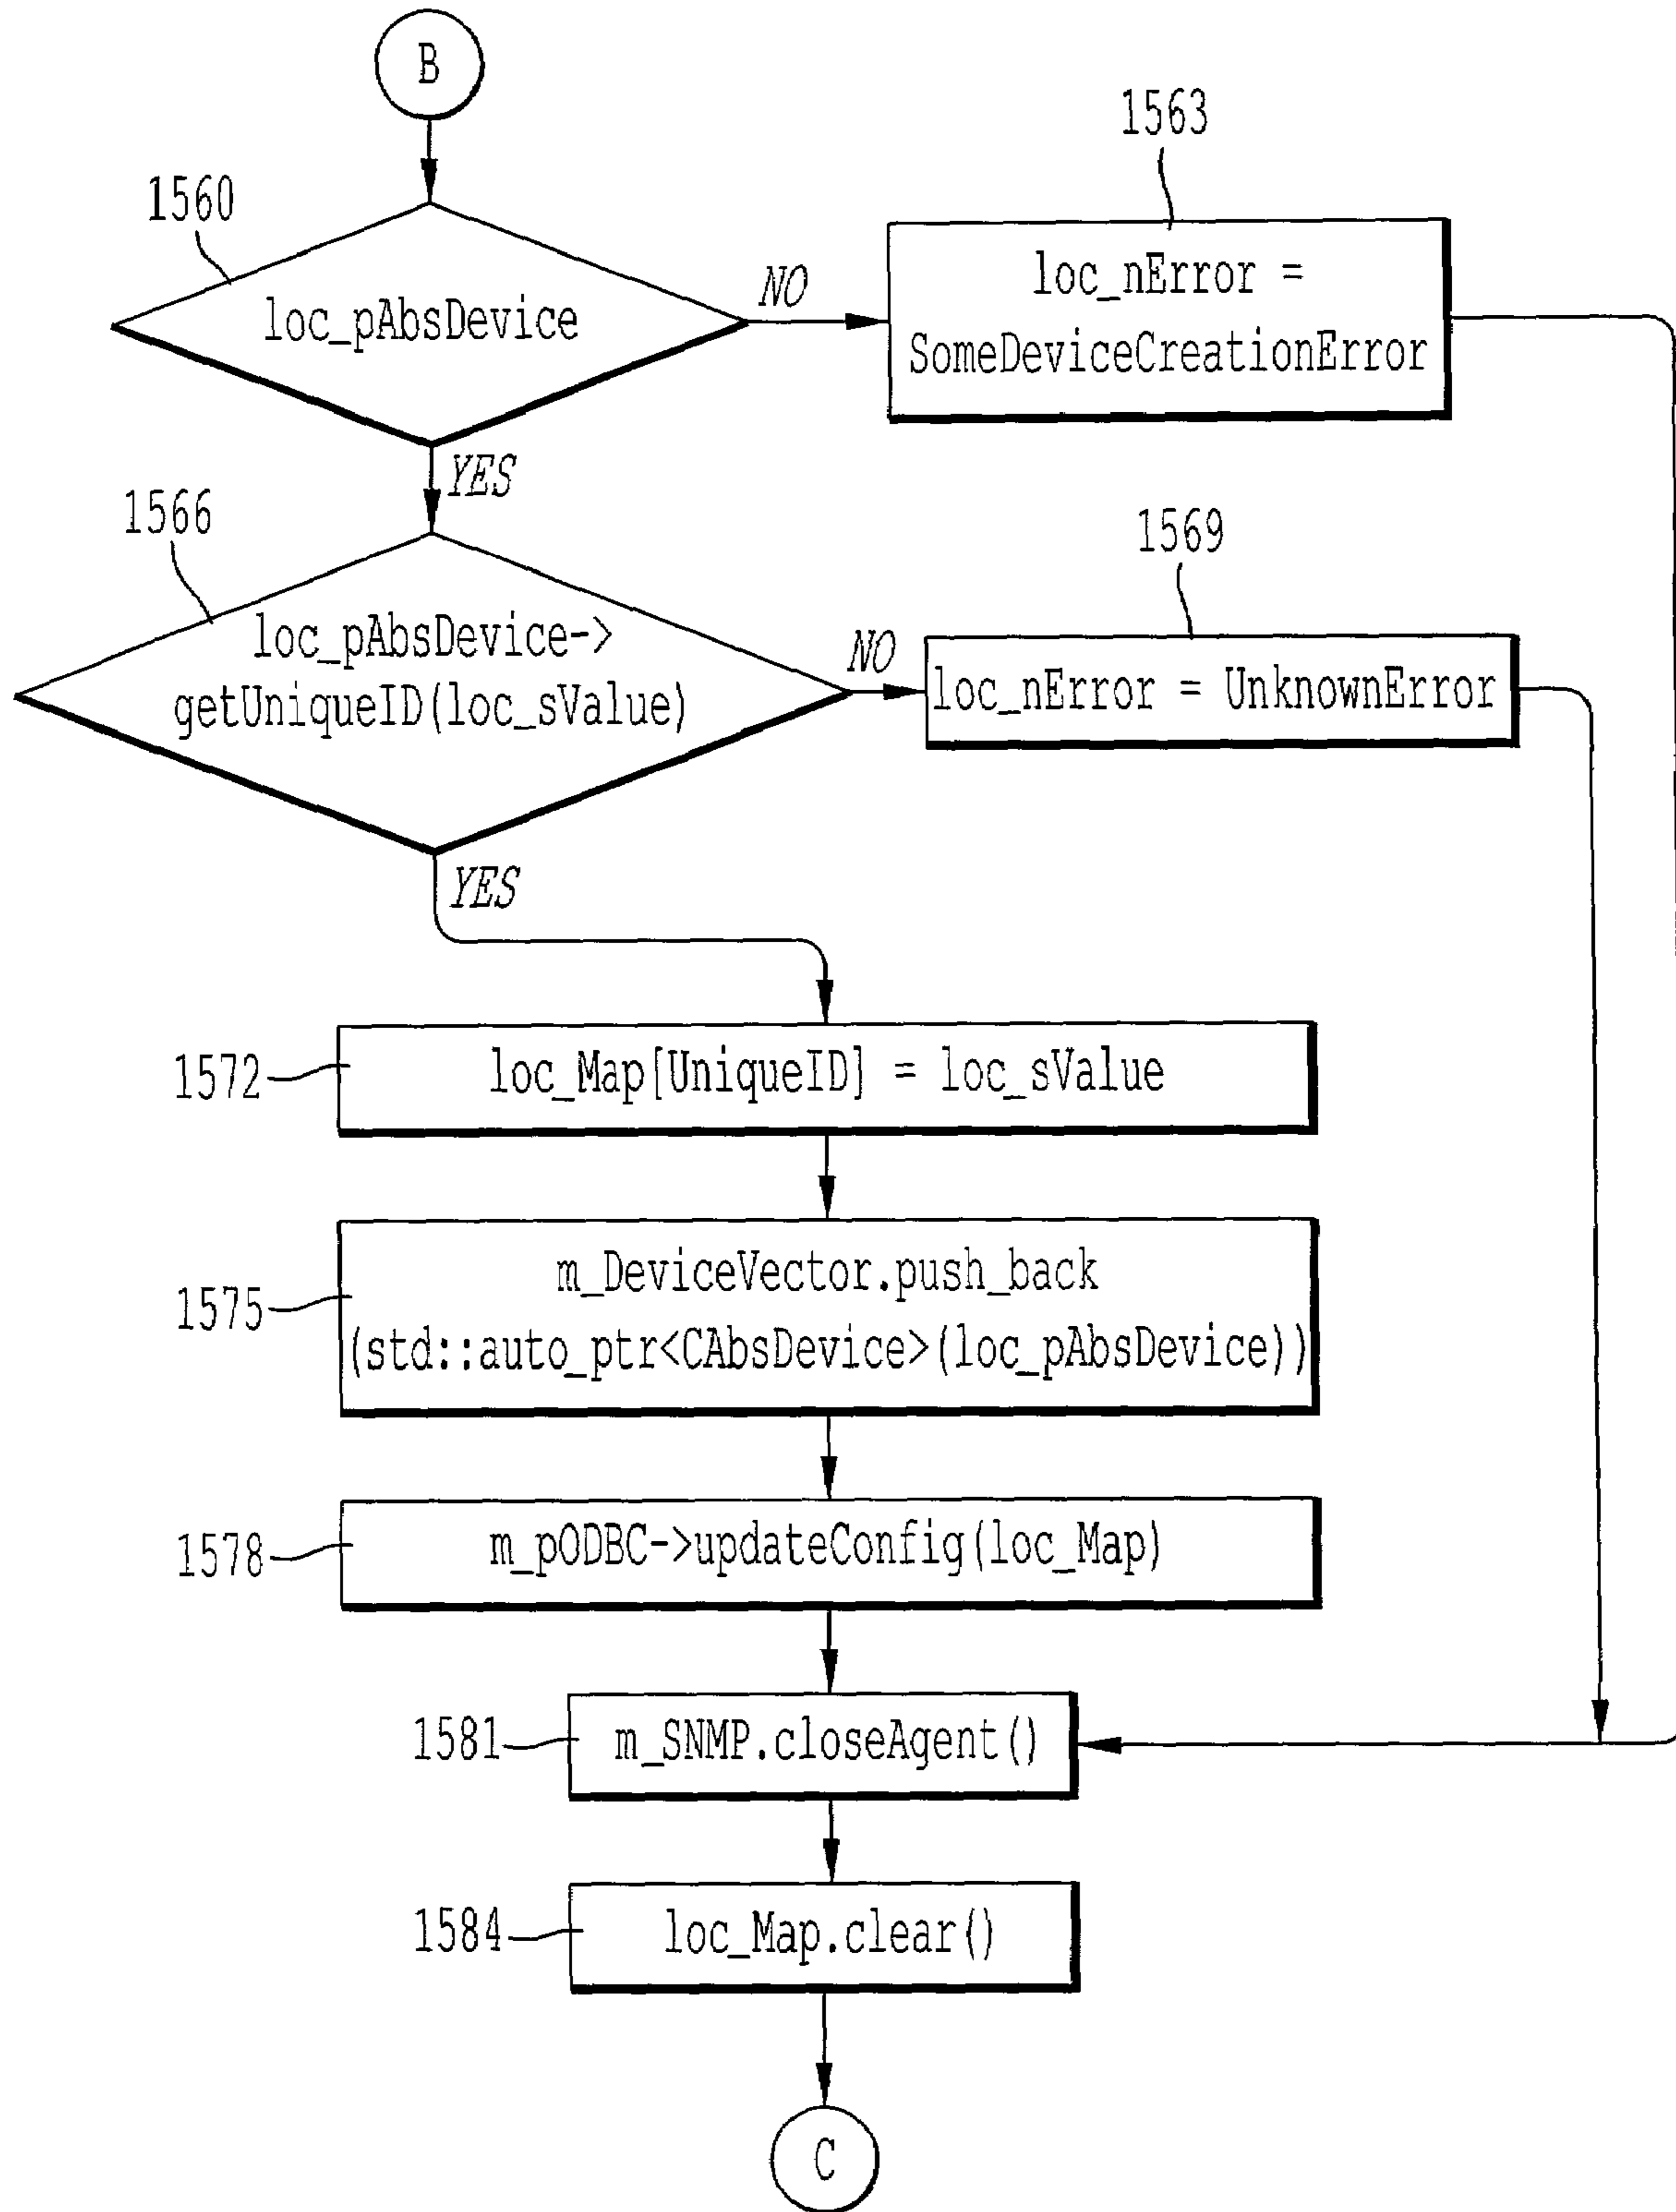 B
1563
1560
loc_nError =
SomeDeviceCreationError
NO
loc_pAbsDevice
YES
1566
1569
loc_pAbsDevice->
getUniqueID(loc_sValue)
NO
loc_nError = UnknownError
YES
1572
loc_Map[UniqueID] = loc_sValue
1575
m_DeviceVector.push_back
(std::auto_ptr<CAbsDevice>(loc_pAbsDevice))
1578
m_pODBC->updateConfig(loc_Map)
1581
m_SNMP.closeAgent()
1584
loc_Map.clear()
C